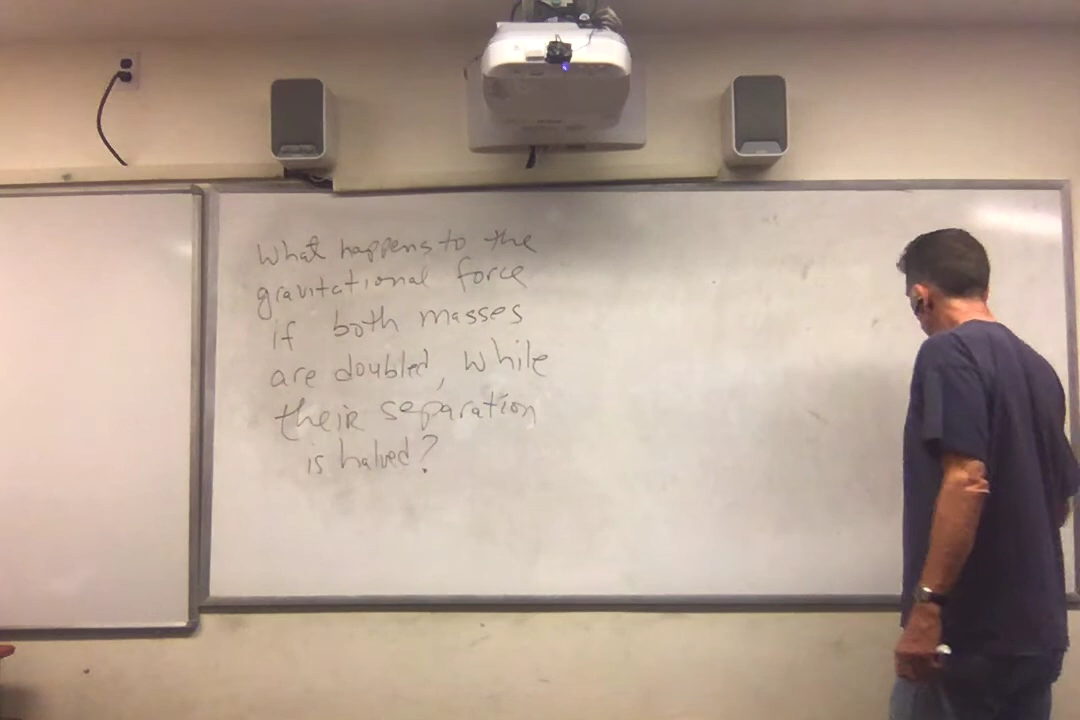 What happens to the
gravitational force
if both masses
are doubled, while
their separation
is halved?